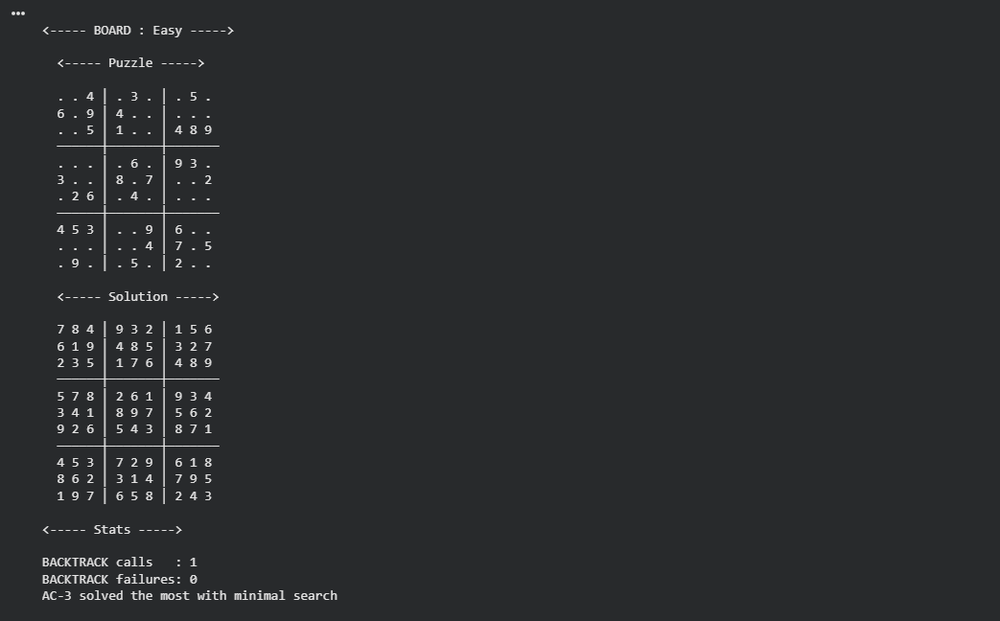 <----- BOARD : Easy ----->
<----- Puzzle ----->
. . 4 | . 3 . | . 5 .
6 . 9 | 4 . . | . . .
. . 5 | 1 . . | 4 8 9
. . . | . 6 . | 9 3 .
3 . . | 8 . 7 | . . 2
. 2 6 | . 4 . | . . .
4 5 3 | . . 9 | 6 . .
. . . | . . 4 | 7 . 5
. 9 . | . 5 . | 2 . .
<----- Solution ----->
7 8 4 | 9 3 2 | 1 5 6
6 1 9 | 4 8 5 | 3 2 7
2 3 5 | 1 7 6 | 4 8 9
5 7 8 | 2 6 1 | 9 3 4
3 4 1 | 8 9 7 | 5 6 2
9 2 6 | 5 4 3 | 8 7 1
4 5 3 | 7 2 9 | 6 1 8
8 6 2 | 3 1 4 | 7 9 5
1 9 7 | 6 5 8 | 2 4 3
<----- Stats ----->
BACKTRACK calls   : 1
BACKTRACK failures: 0
AC-3 solved the most with minimal search